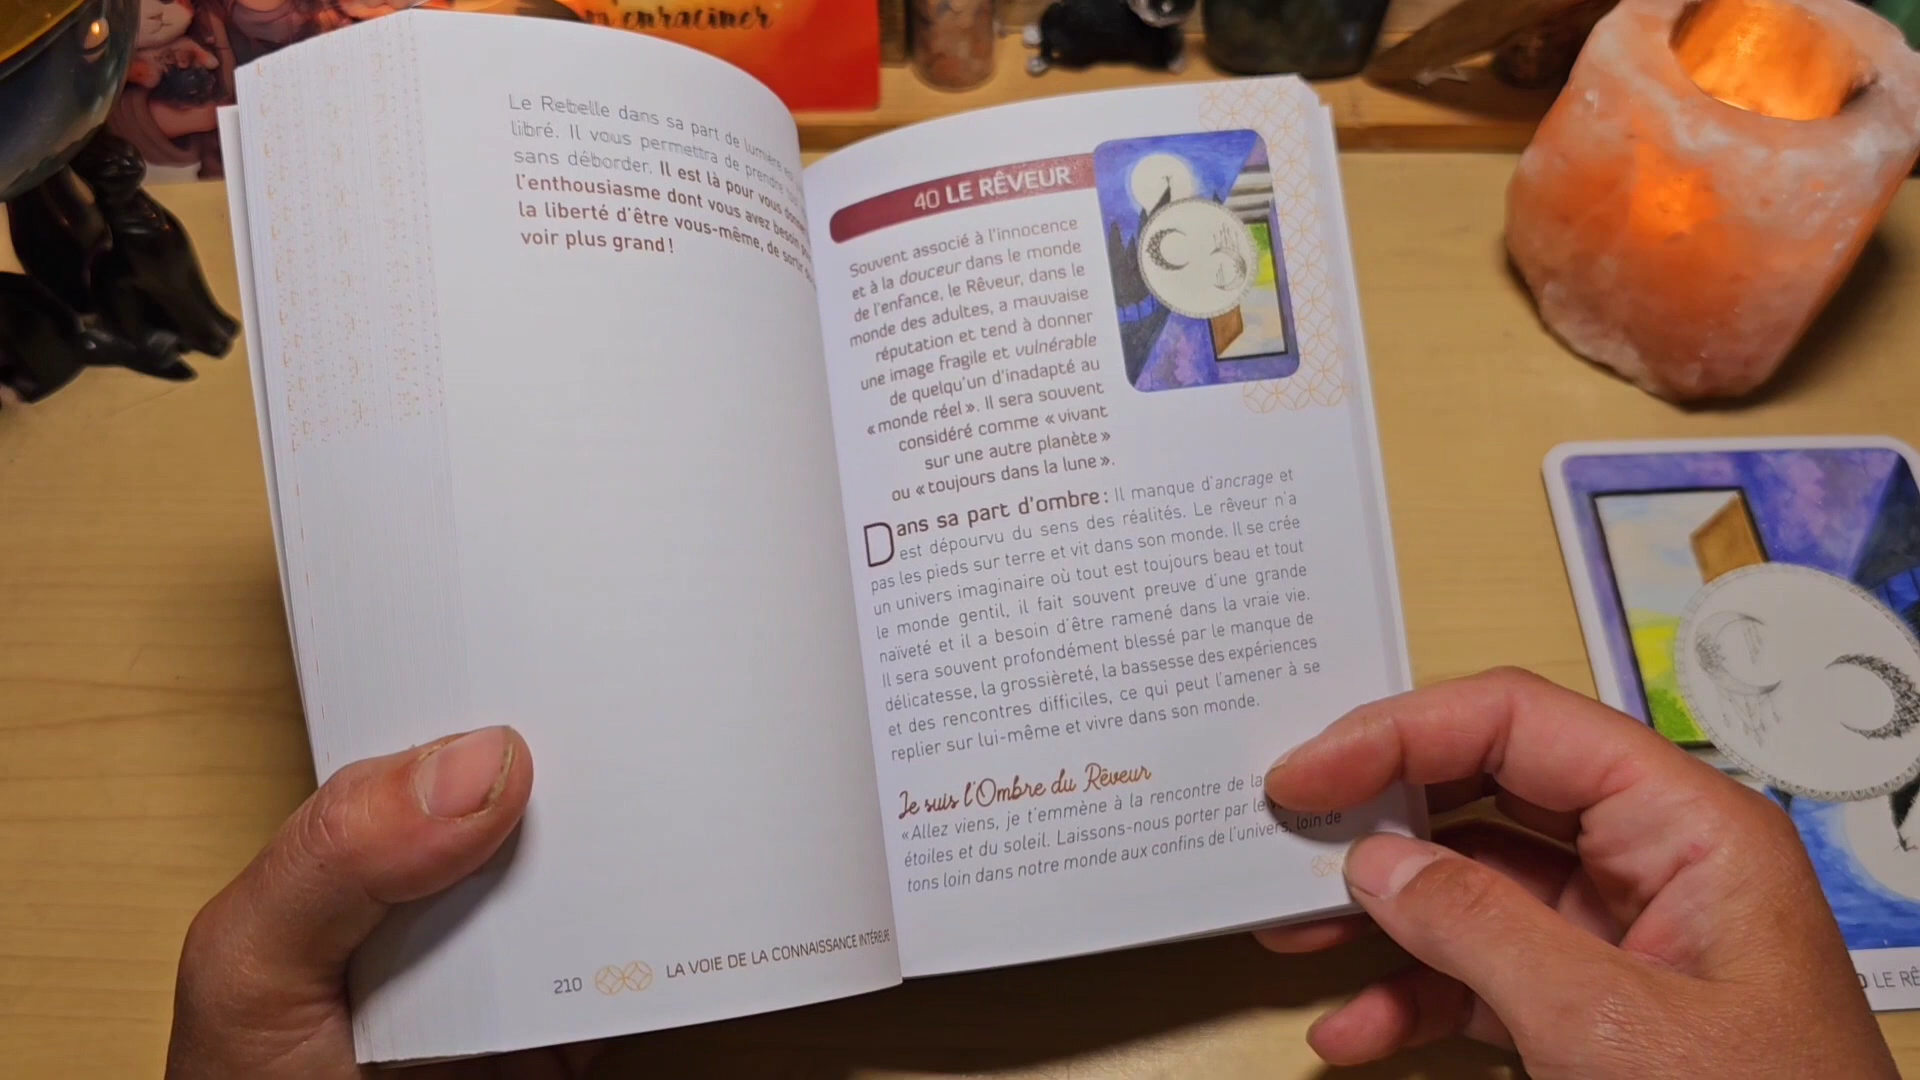 m'enraciner
Le Rebelle dans sa part de lumière
libré. Il vous permettra de prendre
sans déborder. Il est là pour vous donner
l'enthousiasme dont vous avez besoin
la liberté d'être vous-même, de sortir
voir plus grand !
210
LA VOIE DE LA CONNAISSANCE INTÉRIEURE
40 LE RÊVEUR
Souvent associé à l'innocence
et à la douceur dans le monde
de l'enfance, le Rêveur, dans le
monde des adultes, a mauvaise
réputation et tend à donner
une image fragile et vulnérable
de quelqu'un d'inadapté au
« monde réel ». Il sera souvent
considéré comme « vivant
sur une autre planète »
ou « toujours dans la lune ».
Dans sa part d'ombre : Il manque d'ancrage et
est dépourvu du sens des réalités. Le rêveur n'a
pas les pieds sur terre et vit dans son monde. Il se crée
un univers imaginaire où tout est toujours beau et tout
le monde gentil, il fait souvent preuve d'une grande
naïveté et il a besoin d'être ramené dans la vraie vie.
Il sera souvent profondément blessé par le manque de
délicatesse, la grossièreté, la bassesse des expériences
et des rencontres difficiles, ce qui peut l'amener à se
replier sur lui-même et vivre dans son monde.
Je suis l'Ombre du Rêveur
« Allez viens, je t'emmène à la rencontre de la
étoiles et du soleil. Laissons-nous porter par le
tons loin dans notre monde aux confins de l'univers, loin de
LE RÊ